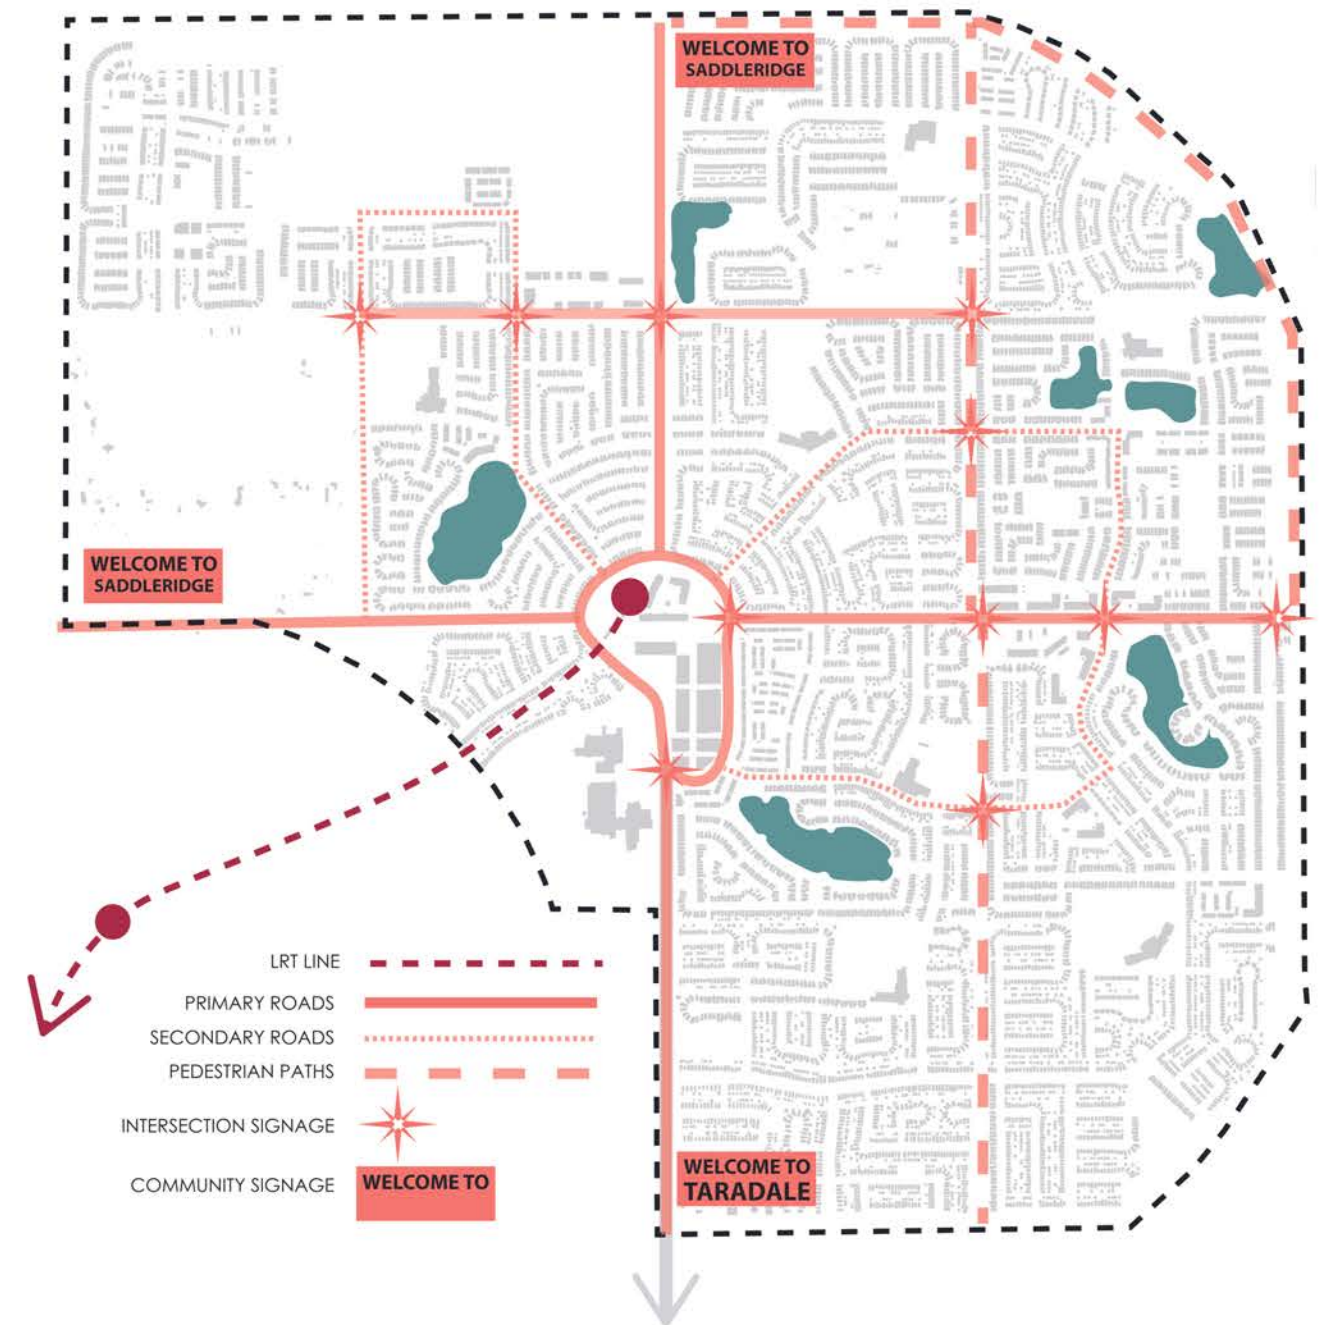 WELCOME TO
SADDLERIDGE
WELCOME TO
SADDLERIDGE
LRT LINE
PRIMARY ROADS
SECONDARY ROADS
PEDESTRIAN PATHS
INTERSECTION SIGNAGE
COMMUNITY SIGNAGE
WELCOME TO
WELCOME TO
TARADALE